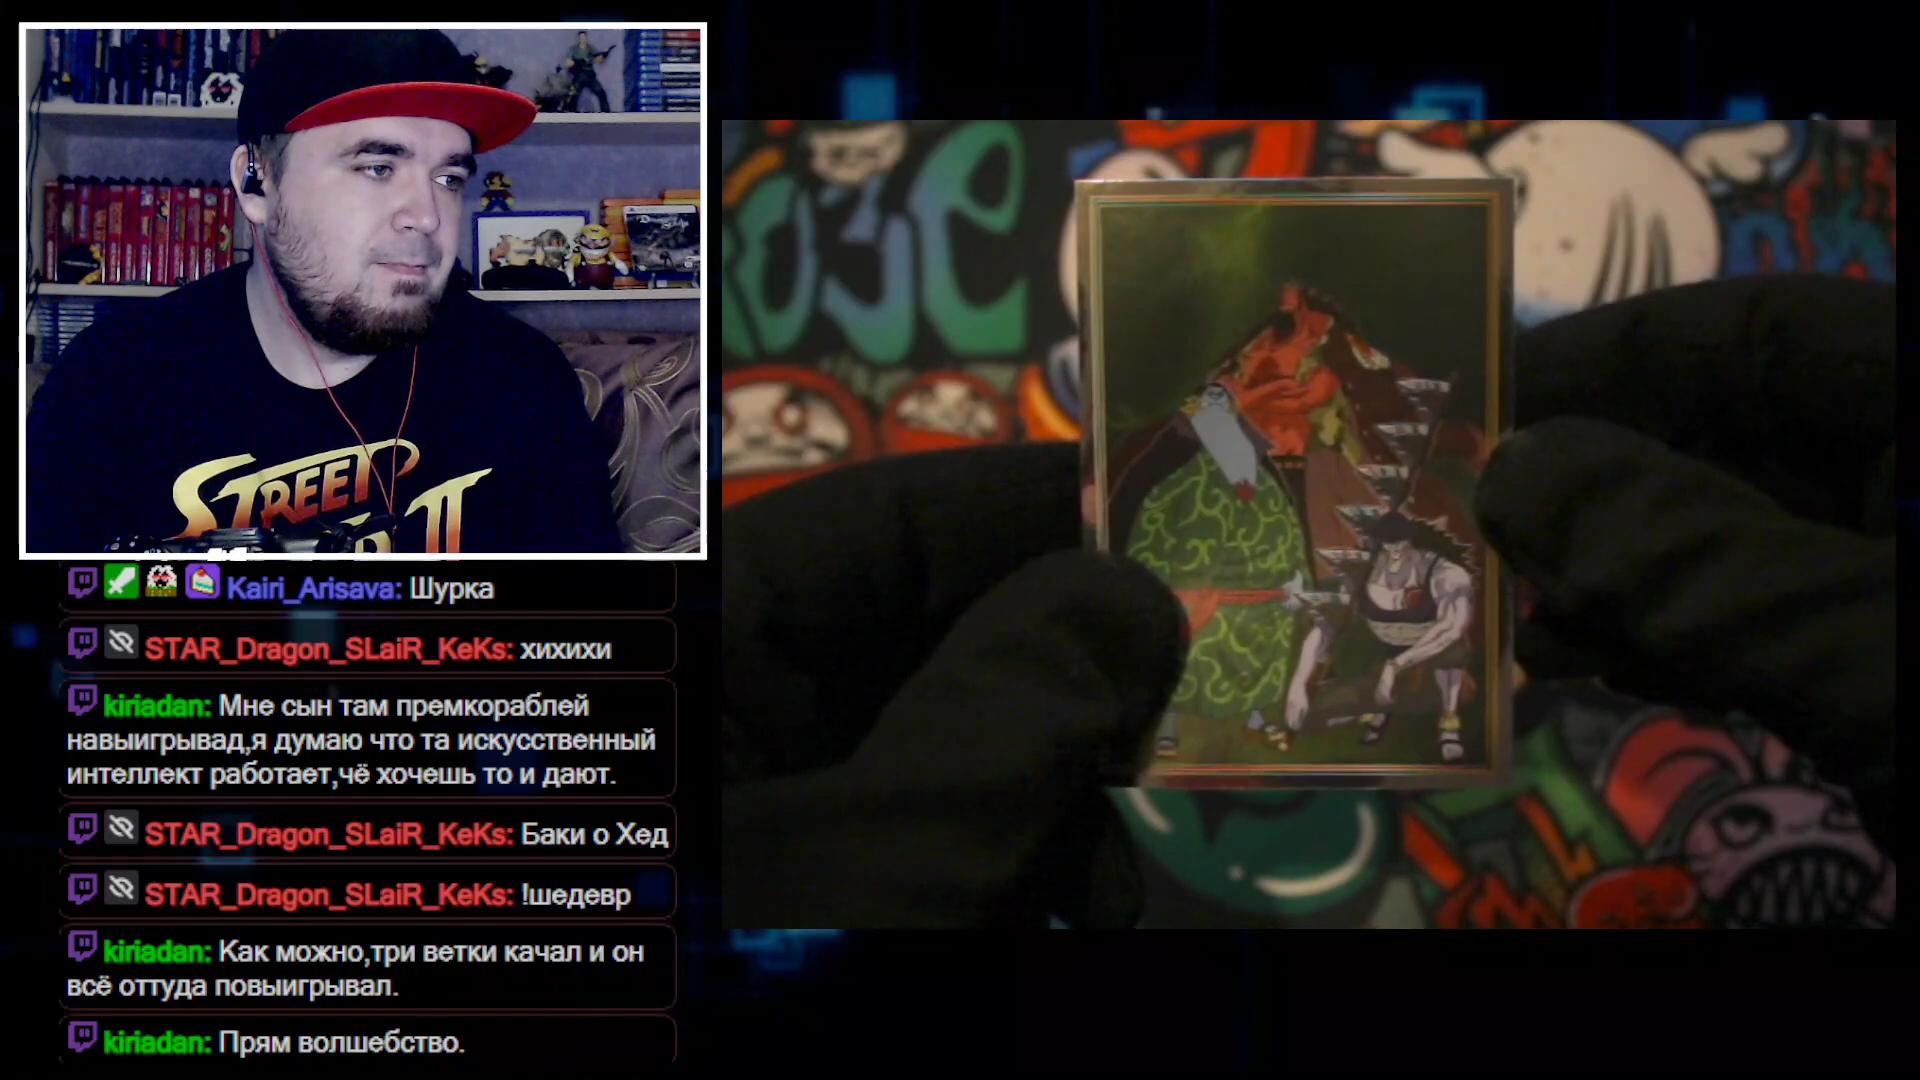 STREET
II
Kairi_Arisava: Шурка
STAR_Dragon_SLaiR_KeKs: хихихи
kiriadan: Мне сын там премкораблей
навыигрывад,я думаю что та искусственный
интеллект работает,чё хочешь то и дают.
STAR_Dragon_SLaiR_KeKs: Баки о Хед
STAR_Dragon_SLaiR_KeKs: !шедевр
kiriadan: Как можно,три ветки качал и он
всё оттуда повыигрывал.
kiriadan: Прям волшебство.